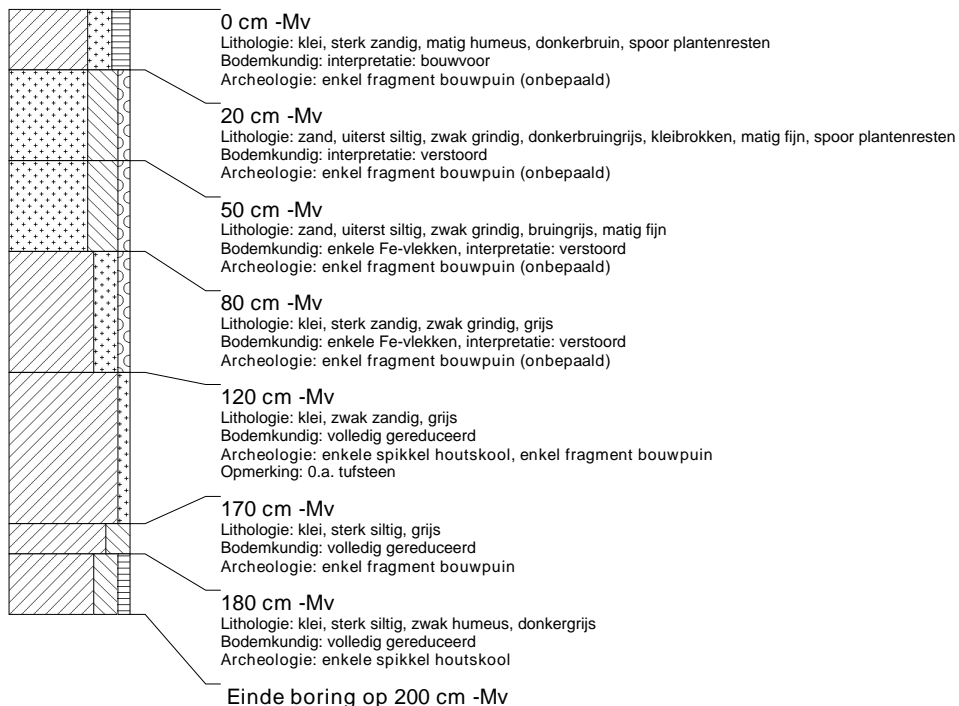 0 cm -Mv
Lithologie: klei, sterk zandig, matig humeus, donkerbruin, spoor plantenresten
Bodemkundig: interpretatie: bouwvoor
Archeologie: enkel fragment bouwpuin (onbepaald)
20 cm -Mv
Lithologie: zand, uiterst siltig, zwak grindig, donkerbruingrijs, kleibrokken, matig fijn, spoor plantenresten
Bodemkundig: interpretatie: verstoord
Archeologie: enkel fragment bouwpuin (onbepaald)
50 cm -Mv
Lithologie: zand, uiterst siltig, zwak grindig, bruingrijs, matig fijn
Bodemkundig: enkele Fe-vlekken, interpretatie: verstoord
Archeologie: enkel fragment bouwpuin (onbepaald)
80 cm -Mv
Lithologie: klei, sterk zandig, zwak grindig, grijs
Bodemkundig: enkele Fe-vlekken, interpretatie: verstoord
Archeologie: enkel fragment bouwpuin (onbepaald)
120 cm -Mv
Lithologie: klei, zwak zandig, grijs
Bodemkundig: volledig gereduceerd
Archeologie: enkele spikkel houtskool, enkel fragment bouwpuin
Opmerking: 0.a. tufsteen
170 cm -Mv
Lithologie: klei, sterk siltig, grijs
Bodemkundig: volledig gereduceerd
Archeologie: enkel fragment bouwpuin
180 cm -Mv
Lithologie: klei, sterk siltig, zwak humeus, donkergrijs
Bodemkundig: volledig gereduceerd
Archeologie: enkele spikkel houtskool
Einde boring op 200 cm -Mv